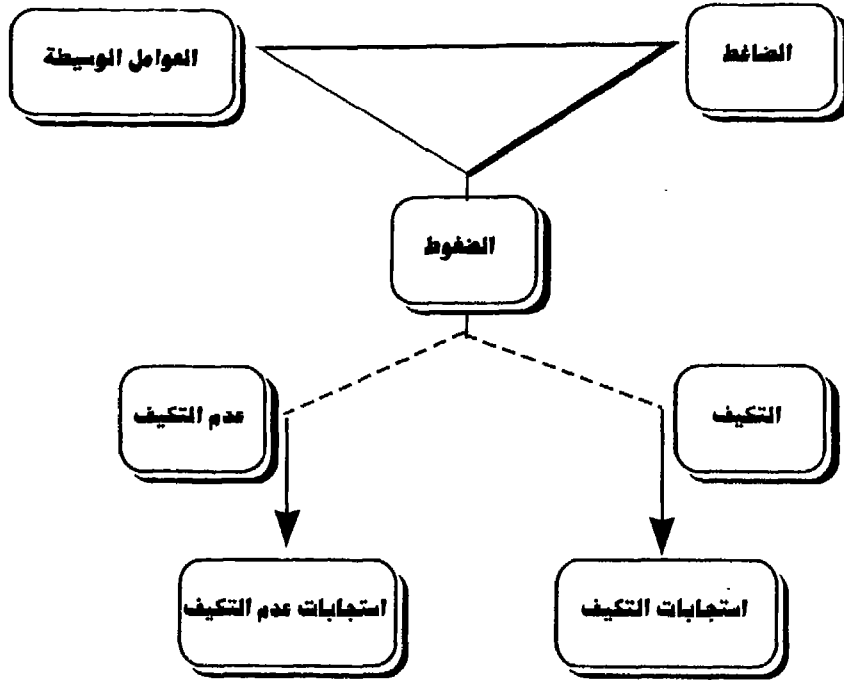 الضاغط
العوامل الوسيطة
الضغوط
التكيف
عدم التكيف
استجابات التكيف
استجابات عدم التكيف